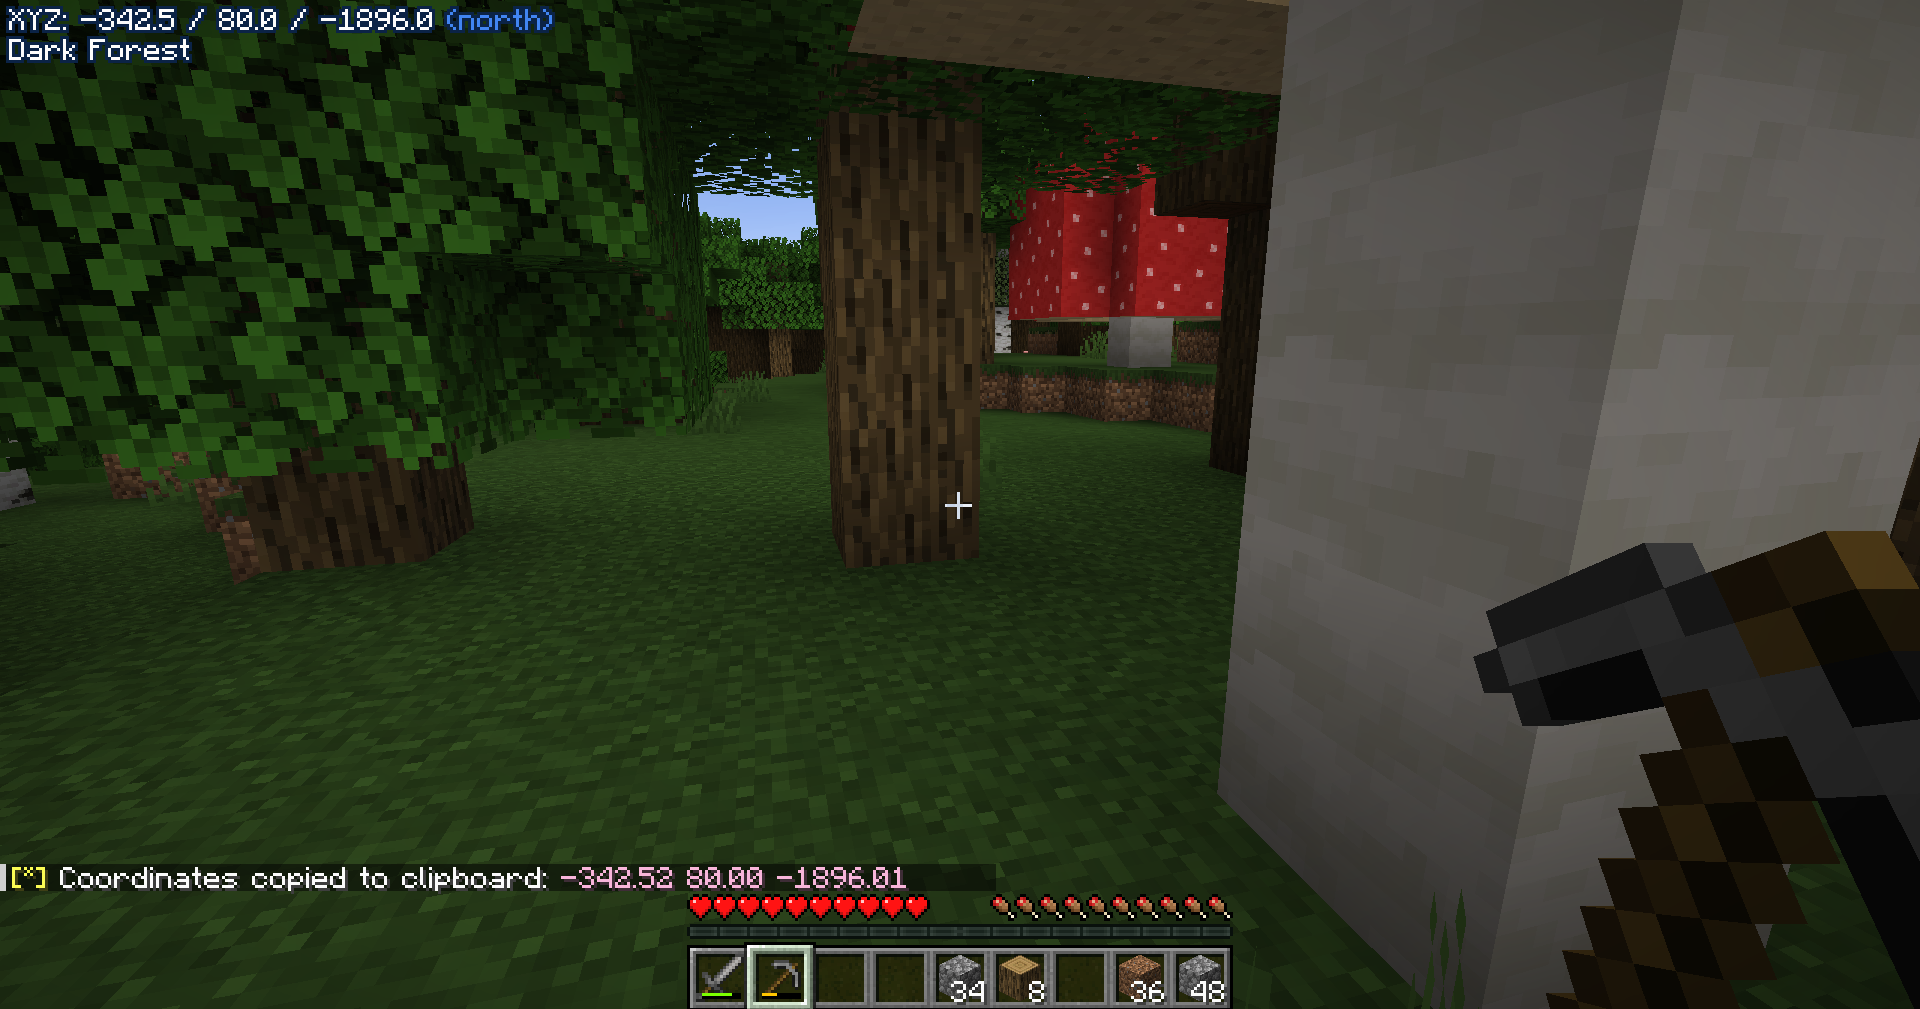 XYZ: -342.5 / 80.0 / -1896.0 (north)
Dark Forest
[*] Coordinates copied to clipboard: -342.52 80.00 -1896.01
34 8 36 48